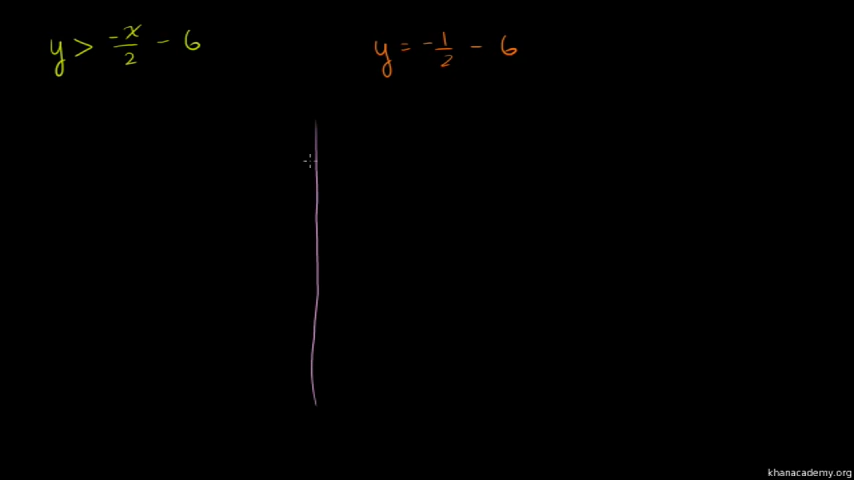 y > -x/2 - 6
y = -1/2 - 6
khanacademy.org